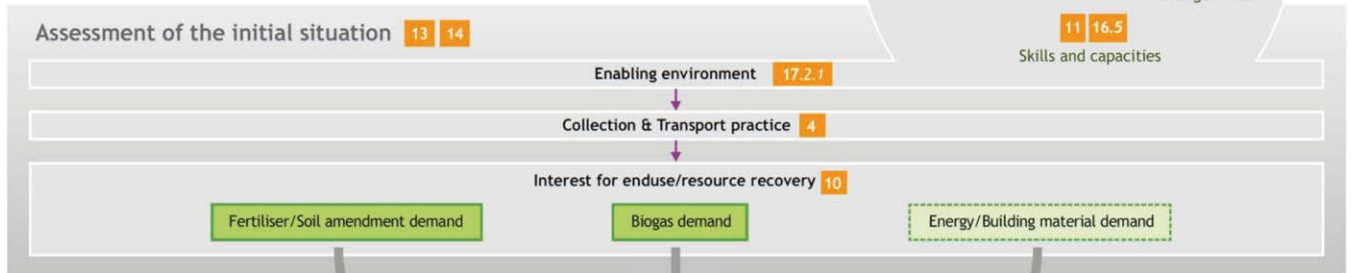 Assessment of the initial situation 13 14
11 16.5
Skills and capacities
Enabling environment 17.2.1
Collection & Transport practice 4
Interest for enduse/resource recovery 10
Fertiliser/Soil amendment demand
Biogas demand
Energy/Building material demand